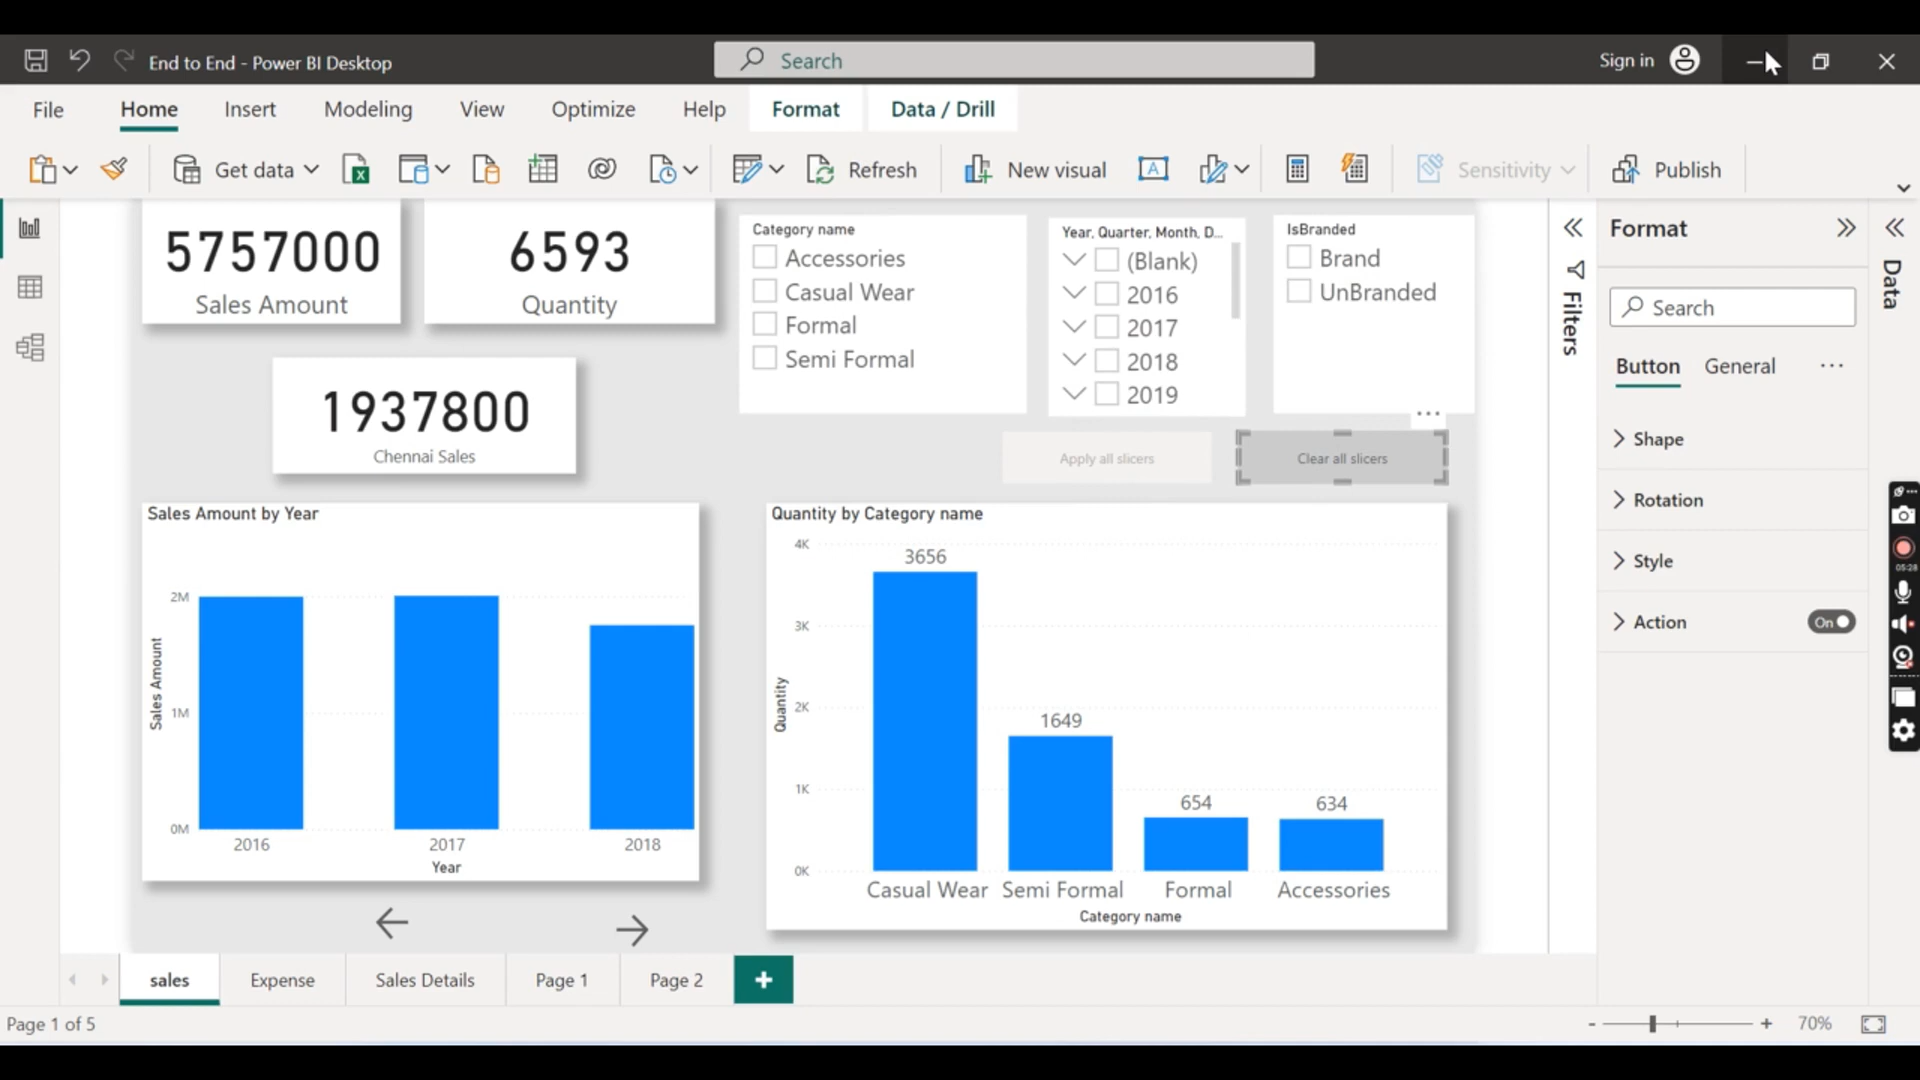 End to End - Power BI Desktop
Search
Sign in
File
Home
Insert
Modeling
View
Optimize
Help
Format
Data / Drill
Get data
Refresh
New visual
Sensitivity
Publish
5757000
Sales Amount
6593
Quantity
1937800
Chennai Sales
Category name
Accessories
Casual Wear
Formal
Semi Formal
Year, Quarter, Month, D...
(Blank)
2016
2017
2018
2019
IsBranded
Brand
UnBranded
Apply all slicers
Clear all slicers
Sales Amount by Year
Sales Amount
2M
1M
0M
2016
2017
2018
Year
Quantity by Category name
Quantity
4K
3K
2K
1K
0K
3656
1649
654
634
Casual Wear
Semi Formal
Formal
Accessories
Category name
Filters
Format
Search
Button
General
Shape
Rotation
Style
Action
On
Data
05:28
sales
Expense
Sales Details
Page 1
Page 2
Page 1 of 5
70%